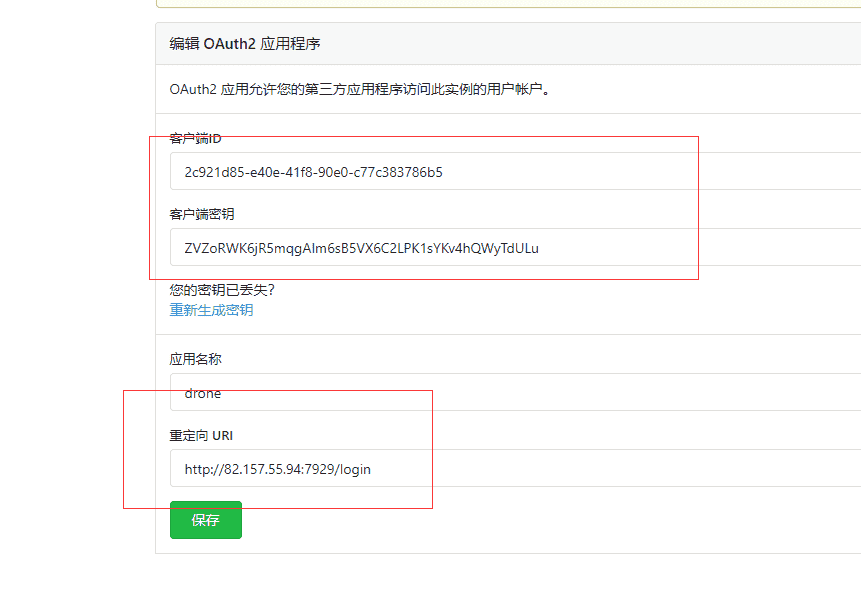 编辑 OAuth2 应用程序
OAuth2 应用允许您的第三方应用程序访问此实例的用户帐户。
客户端ID
2c921d85-e40e-41f8-90e0-c77c383786b5
客户端密钥
ZVZoRWK6jR5mqgAIm6sB5VX6C2LPK1sYKv4hQWyTdULu
您的密钥已丢失？
重新生成密钥
应用名称
drone
重定向 URI
http://82.157.55.94:7929/login
保存